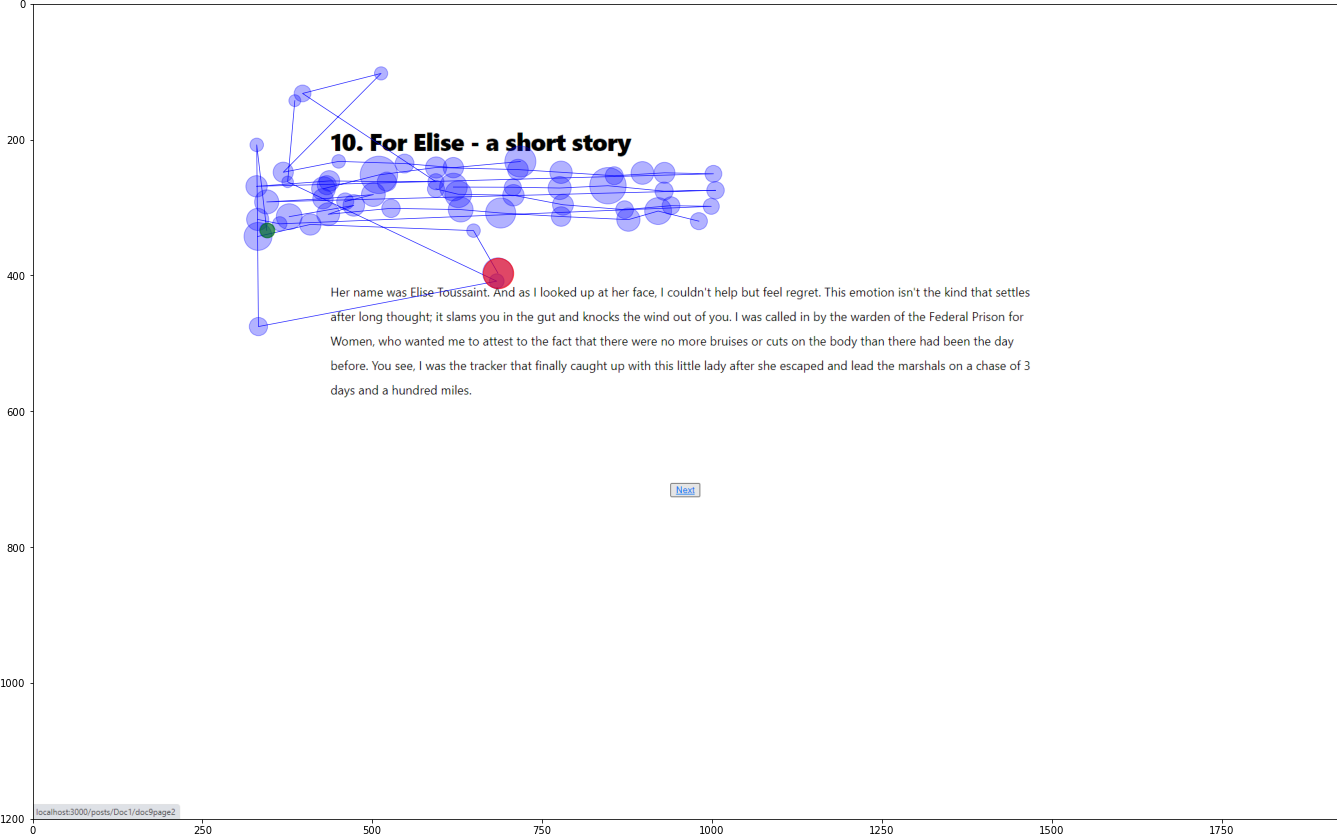 0
200
400
600
800
1000
1200
10. For Elise - a short story
Her name was Elise Toussaint. And as I looked up at her face, I couldn't help but feel regret. This emotion isn't the kind that settles
after long thought; it slams you in the gut and knocks the wind out of you. I was called in by the warden of the Federal Prison for
Women, who wanted me to attest to the fact that there were no more bruises or cuts on the body than there had been the day
before. You see, I was the tracker that finally caught up with this little lady after she escaped and lead the marshals on a chase of 3
days and a hundred miles.
Next
localhost:3000/posts/Doc1/doc9page2
0 250 500 750 1000 1250 1500 1750